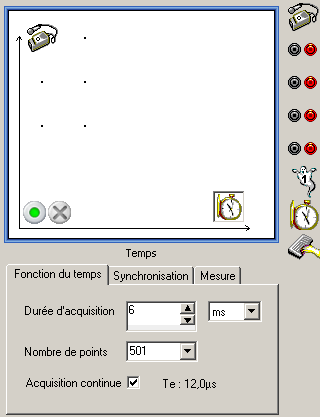 Temps
Fonction du temps Synchronisation Mesure
Durée d'acquisition 6 ms
Nombre de points 501
Acquisition continue Te : 12,0µs